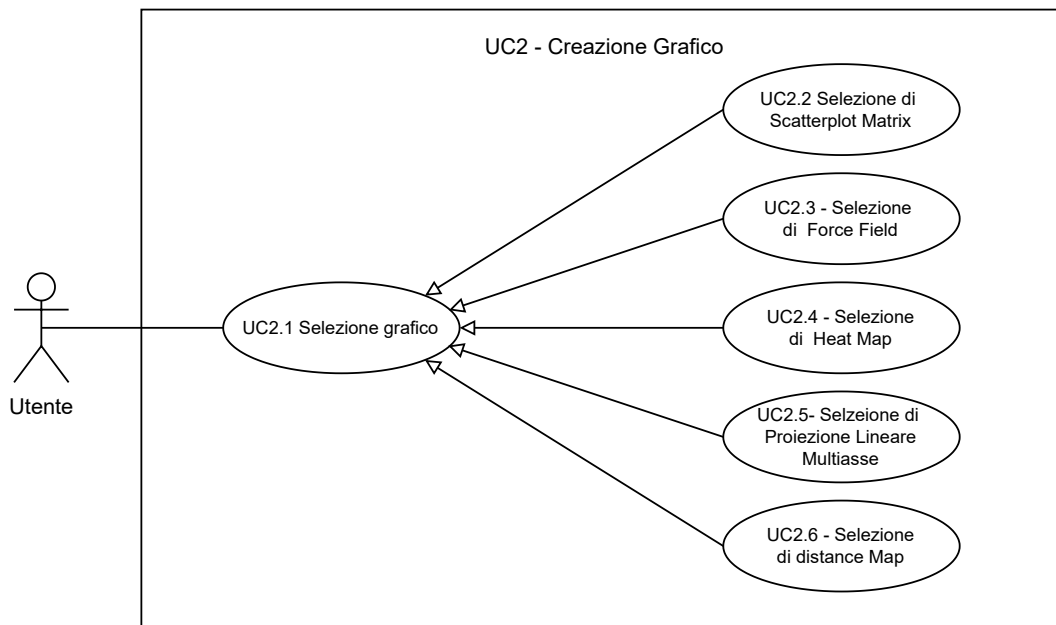 UC2 - Creazione Grafico
UC2.2 Selezione di
Scatterplot Matrix
UC2.3 - Selezione
di Force Field
UC2.1 Selezione grafico
UC2.4 - Selezione
di Heat Map
Utente
UC2.5- Selzeione di
Proiezione Lineare
Multiasse
UC2.6 - Selezione
di distance Map